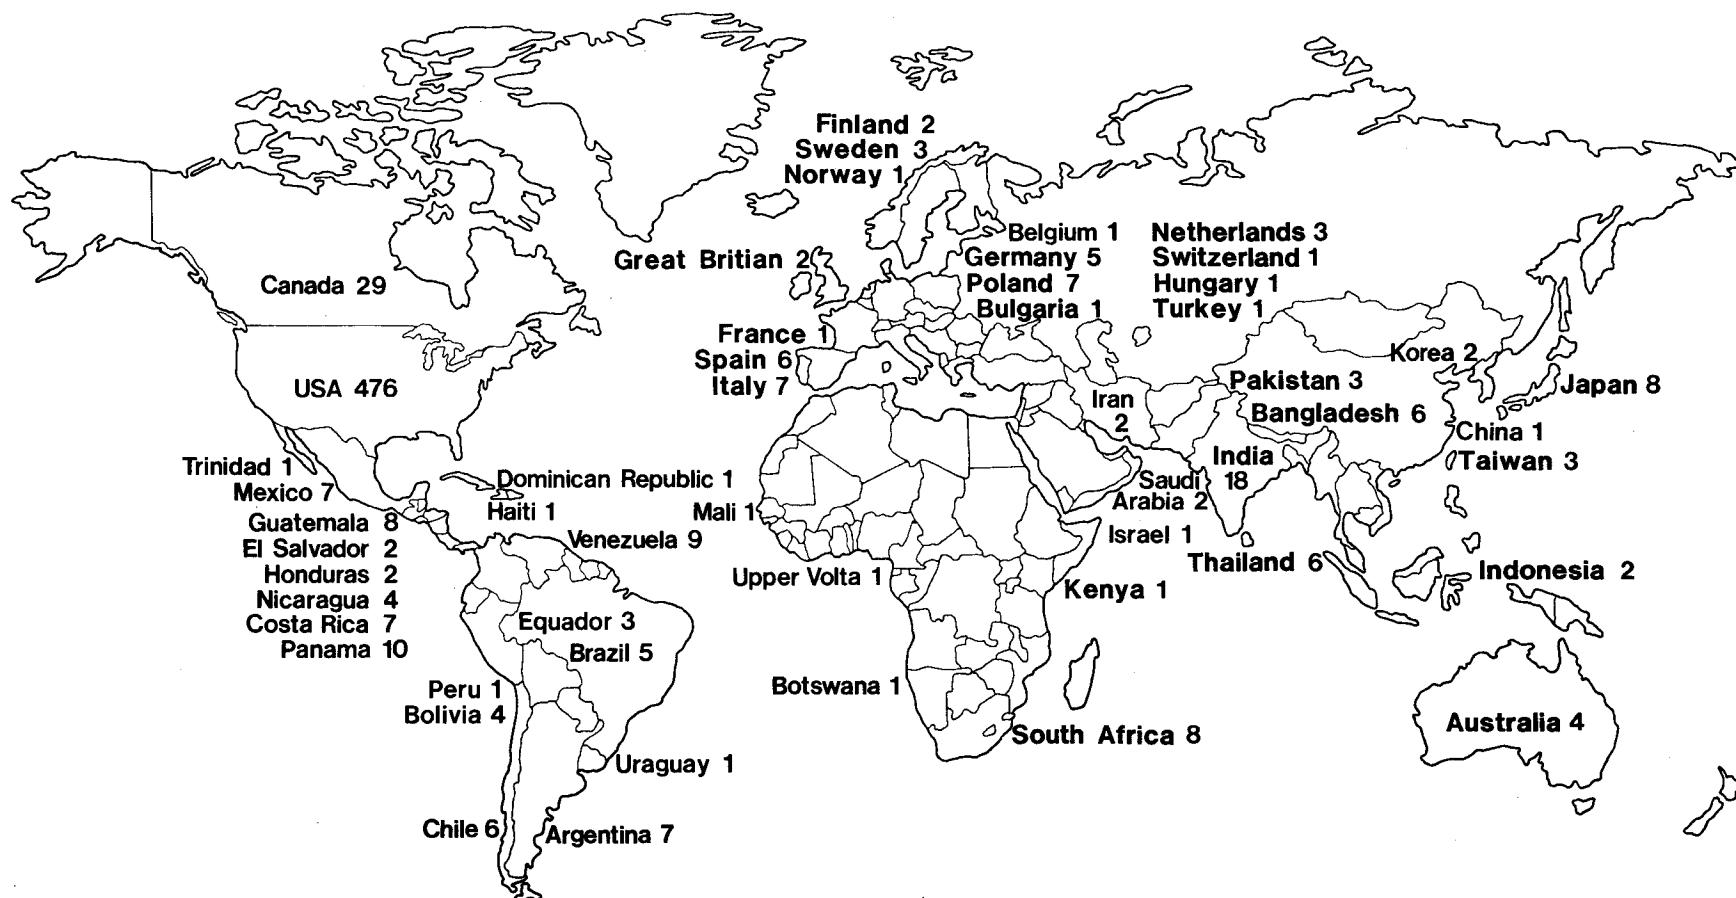 Finland 2
Sweden 3
Norway 1
Great Britian 2
Belgium 1
Germany 5
Poland 7
Bulgaria 1
Netherlands 3
Switzerland 1
Hungary 1
Turkey 1
Canada 29
France 1
Spain 6
Italy 7
USA 476
Korea 2
Japan 8
Pakistan 3
Iran
2
Bangladesh 6
China 1
Taiwan 3
India
18
Saudi
Arabia 2
Israel 1
Trinidad 1
Mexico 7
Dominican Republic 1
Haiti 1
Mali 1
Guatemala 8
El Salvador 2
Honduras 2
Nicaragua 4
Costa Rica 7
Panama 10
Venezuela 9
Upper Volta 1
Kenya 1
Thailand 6
Indonesia 2
Equador 3
Brazil 5
Peru 1
Bolivia 4
Botswana 1
South Africa 8
Australia 4
Uraguay 1
Chile 6
Argentina 7